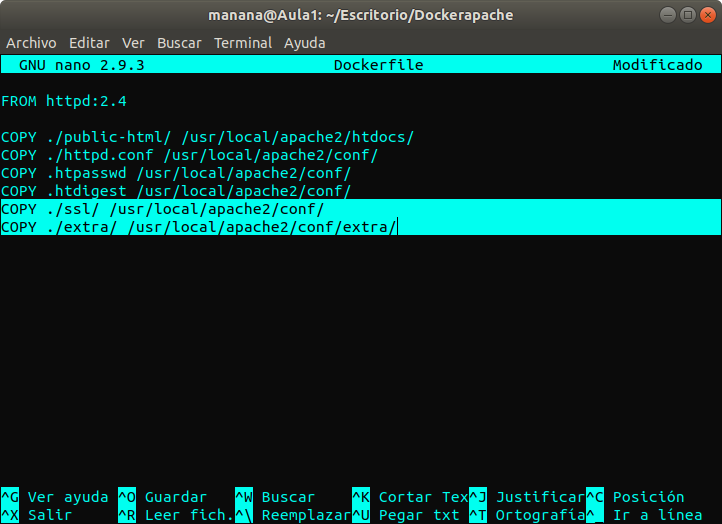 manana@Aula1: ~/Escritorio/Dockerapache
Archivo Editar Ver Buscar Terminal Ayuda
GNU nano 2.9.3 Dockerfile Modificado
FROM httpd:2.4
COPY ./public-html/ /usr/local/apache2/htdocs/
COPY ./httpd.conf /usr/local/apache2/conf/
COPY .htpasswd /usr/local/apache2/conf/
COPY .htdigest /usr/local/apache2/conf/
COPY ./ssl/ /usr/local/apache2/conf/
COPY ./extra/ /usr/local/apache2/conf/extra/
^G Ver ayuda ^O Guardar ^W Buscar ^K Cortar Tex^J Justificar^C Posición
^X Salir ^R Leer fich.^\ Reemplazar^U Pegar txt ^T Ortografía^_ Ir a línea